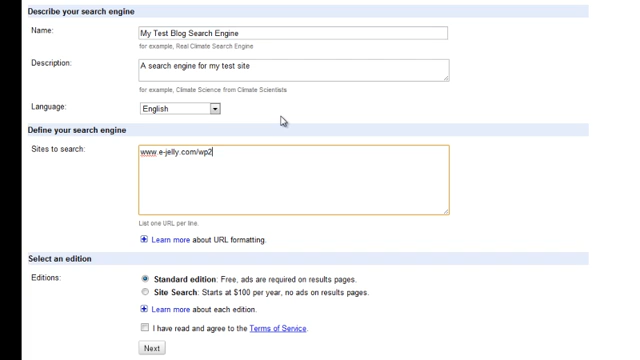 Describe your search engine
Name:
My Test Blog Search Engine
for example, Real Climate Search Engine
Description:
A search engine for my test site
for example, Climate Science from Climate Scientists
Language:
English
Define your search engine
Sites to search:
www.e-jelly.com/wp2
List one URL per line.
Learn more about URL formatting.
Select an edition
Editions:
Standard edition: Free, ads are required on results pages.
Site Search: Starts at $100 per year, no ads on results pages.
Learn more about each edition.
I have read and agree to the Terms of Service.
Next